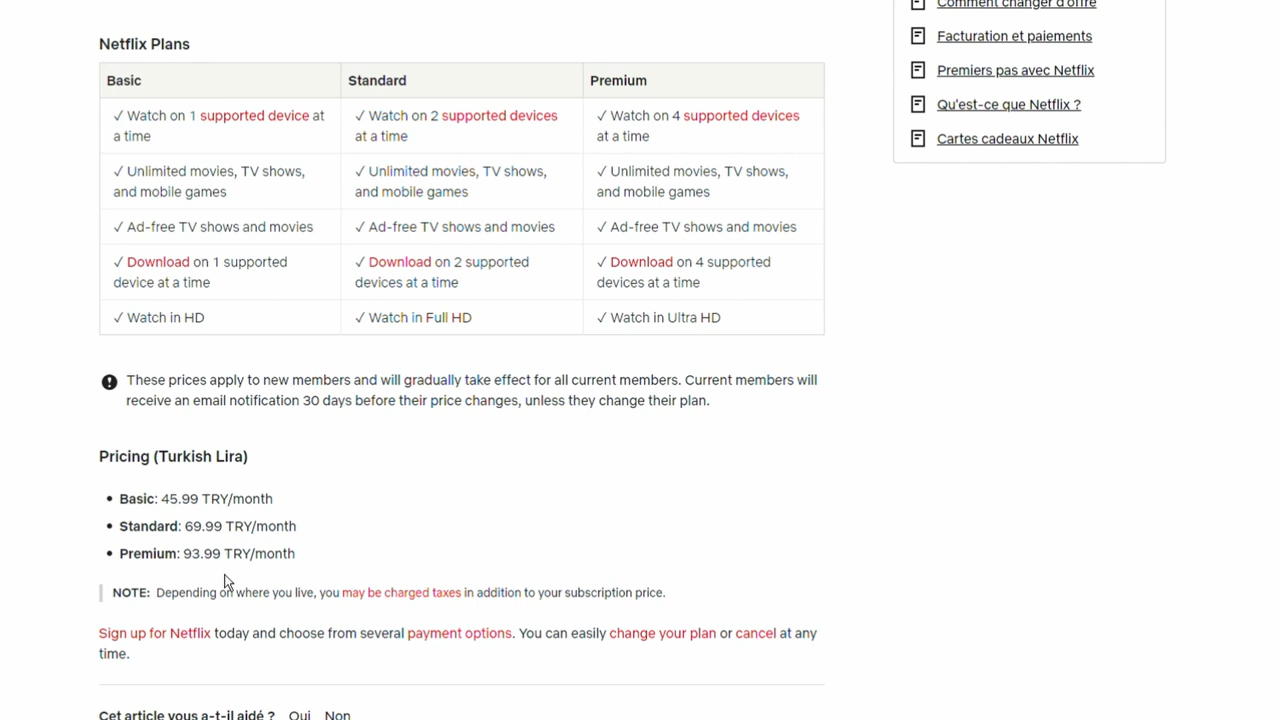 Comment changer d'offre
Facturation et paiements
Premiers pas avec Netflix
Qu'est-ce que Netflix ?
Cartes cadeaux Netflix
Netflix Plans
Basic
Standard
Premium
✓ Watch on 1 supported device at
a time
✓ Watch on 2 supported devices
at a time
✓ Watch on 4 supported devices
at a time
✓ Unlimited movies, TV shows,
and mobile games
✓ Unlimited movies, TV shows,
and mobile games
✓ Unlimited movies, TV shows,
and mobile games
✓ Ad-free TV shows and movies
✓ Ad-free TV shows and movies
✓ Ad-free TV shows and movies
✓ Download on 1 supported
device at a time
✓ Download on 2 supported
devices at a time
✓ Download on 4 supported
devices at a time
✓ Watch in HD
✓ Watch in Full HD
✓ Watch in Ultra HD
These prices apply to new members and will gradually take effect for all current members. Current members will
receive an email notification 30 days before their price changes, unless they change their plan.
Pricing (Turkish Lira)
• Basic: 45.99 TRY/month
• Standard: 69.99 TRY/month
• Premium: 93.99 TRY/month
NOTE: Depending on where you live, you may be charged taxes in addition to your subscription price.
Sign up for Netflix today and choose from several payment options. You can easily change your plan or cancel at any
time.
Cet article vous a-t-il aidé ? Oui Non